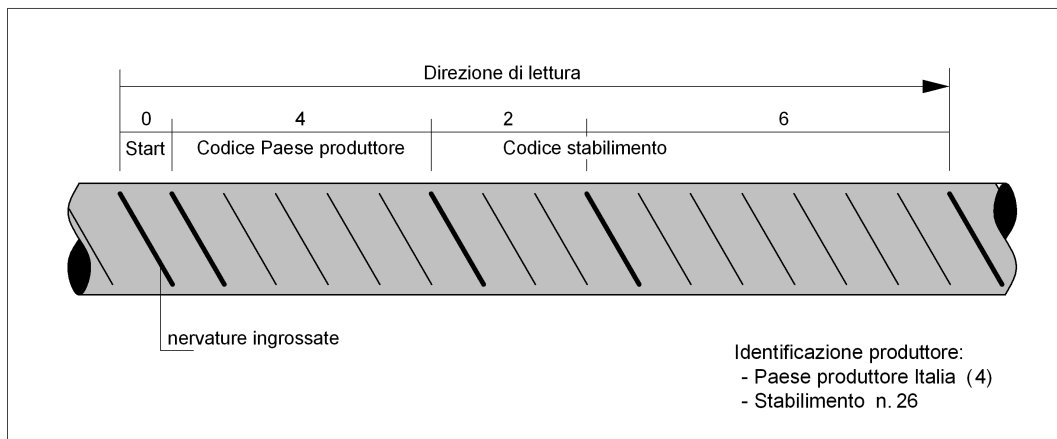 Direzione di lettura
0 4 2 6
Start Codice Paese produttore Codice stabilimento
nervature ingrossate
Identificazione produttore:
- Paese produttore Italia (4)
- Stabilimento n. 26